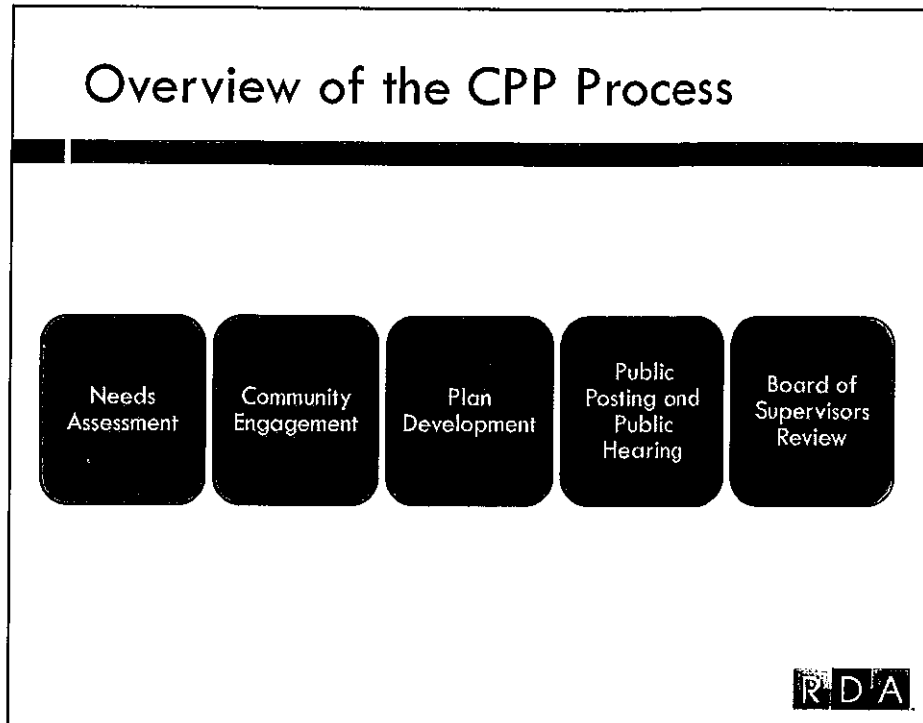 Overview of the CPP Process
Needs
Assessment
Community
Engagement
Plan
Development
Public
Posting and
Public
Hearing
Board of
Supervisors
Review
RDA